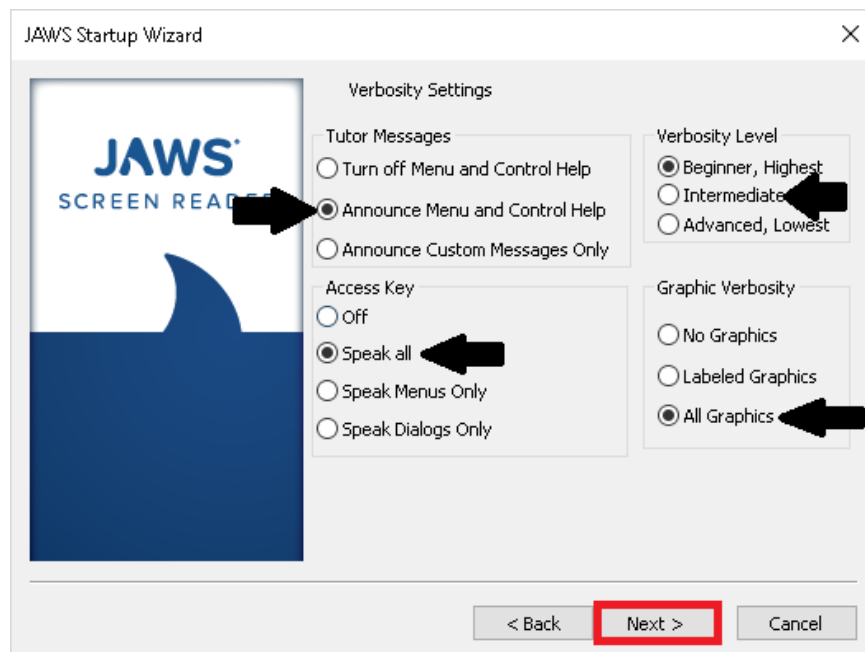 JAWS Startup Wizard
JAWS
SCREEN READER
Verbosity Settings
Tutor Messages
Turn off Menu and Control Help
Announce Menu and Control Help
Announce Custom Messages Only
Verbosity Level
Beginner, Highest
Intermediate
Advanced, Lowest
Access Key
Off
Speak all
Speak Menus Only
Speak Dialogs Only
Graphic Verbosity
No Graphics
Labeled Graphics
All Graphics
< Back
Next >
Cancel